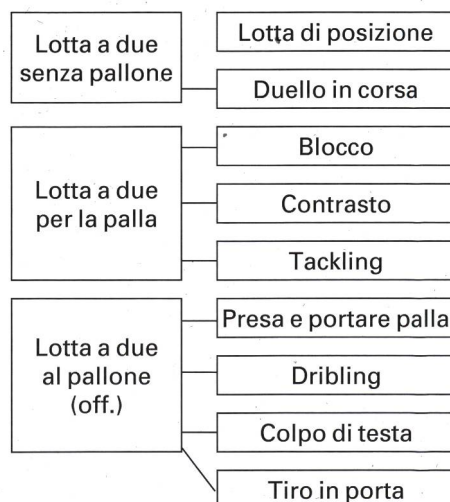 Lotta a due
senza pallone
Lotta di posizione
Duello in corsa
Lotta a due
per la palla
Blocco
Contrasto
Tackling
Lotta a due
al pallone
(off.)
Presa e portare palla
Dribling
Colpo di testa
Tiro in porta